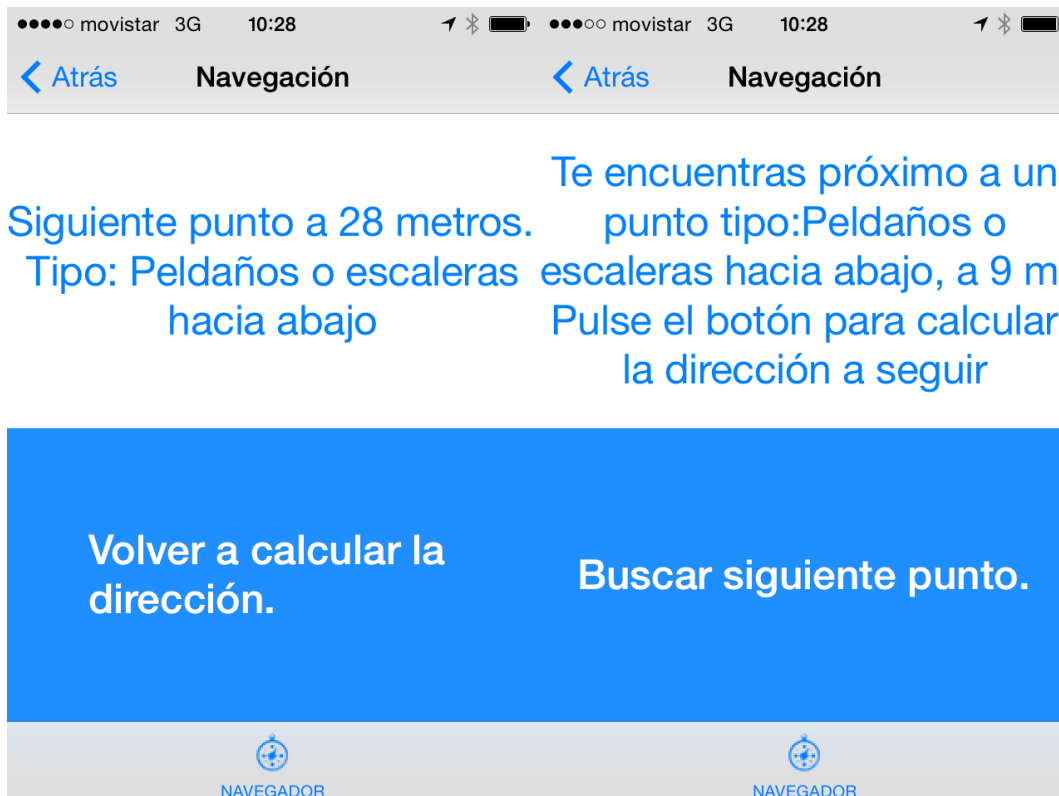 movistar 3G 10:28
Atrás Navegación
Siguiente punto a 28 metros.
Tipo: Peldaños o escaleras
hacia abajo
Volver a calcular la
dirección.
NAVEGADOR
movistar 3G 10:28
Atrás Navegación
Te encuentras próximo a un
punto tipo:Peldaños o
escaleras hacia abajo, a 9 m
Pulse el botón para calcular
la dirección a seguir
Buscar siguiente punto.
NAVEGADOR